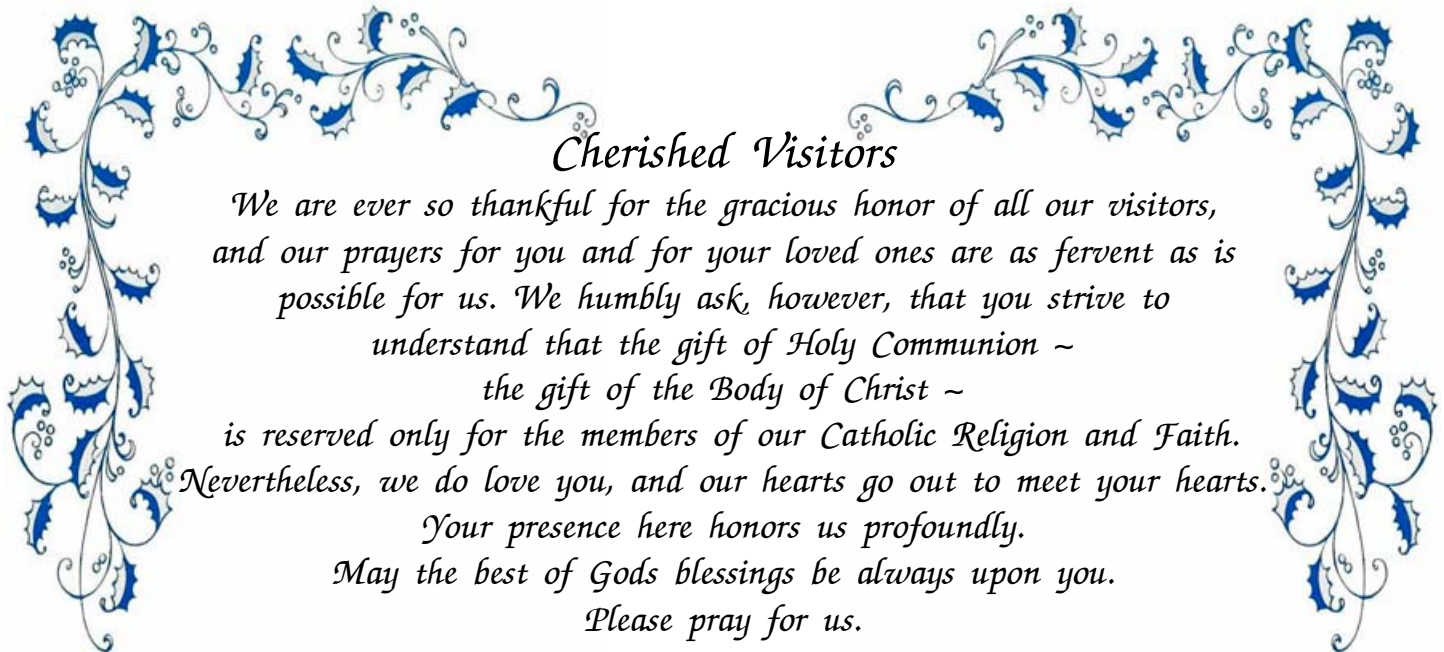 Cherished Visitors
We are ever so thankful for the gracious honor of all our visitors,
and our prayers for you and for your loved ones are as fervent as is
possible for us. We humbly ask, however, that you strive to
understand that the gift of Holy Communion ~
the gift of the Body of Christ ~
is reserved only for the members of our Catholic Religion and Faith.
Nevertheless, we do love you, and our hearts go out to meet your hearts.
Your presence here honors us profoundly.
May the best of Gods blessings be always upon you.
Please pray for us.